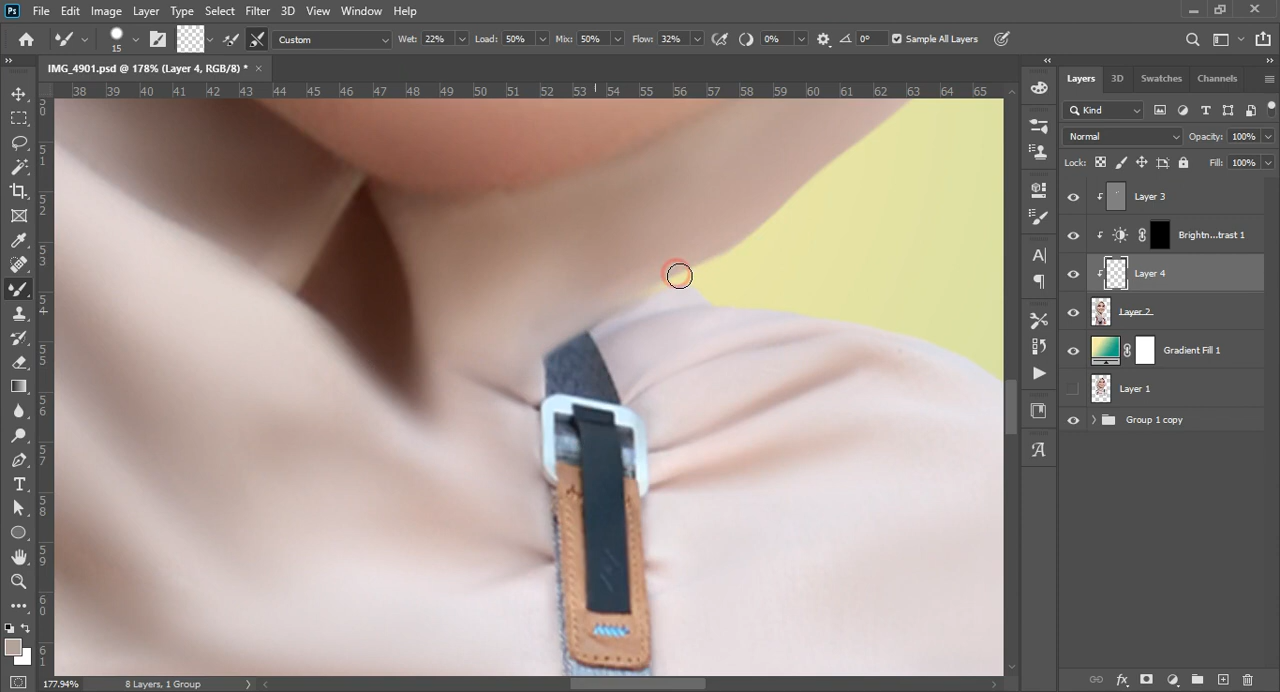 File Edit Image Layer Type Select Filter 3D View Window Help
15 Custom Wet: 22% Load: 50% Mix: 50% Flow: 32% 0% 0° Sample All Layers
IMG_4901.psd @ 178% (Layer 4, RGB/8) *
38 39 40 41 42 43 44 45 46 47 48 49 50 51 52 53 54 55 56 57 58 59 60 61 62 63 64 65
Layers 3D Swatches Channels
Kind
Normal Opacity: 100%
Lock: Fill: 100%
Layer 3
Brightn...trast 1
Layer 4
Layer 2
Gradient Fill 1
Layer 1
Group 1 copy
177.94% 8 Layers, 1 Group